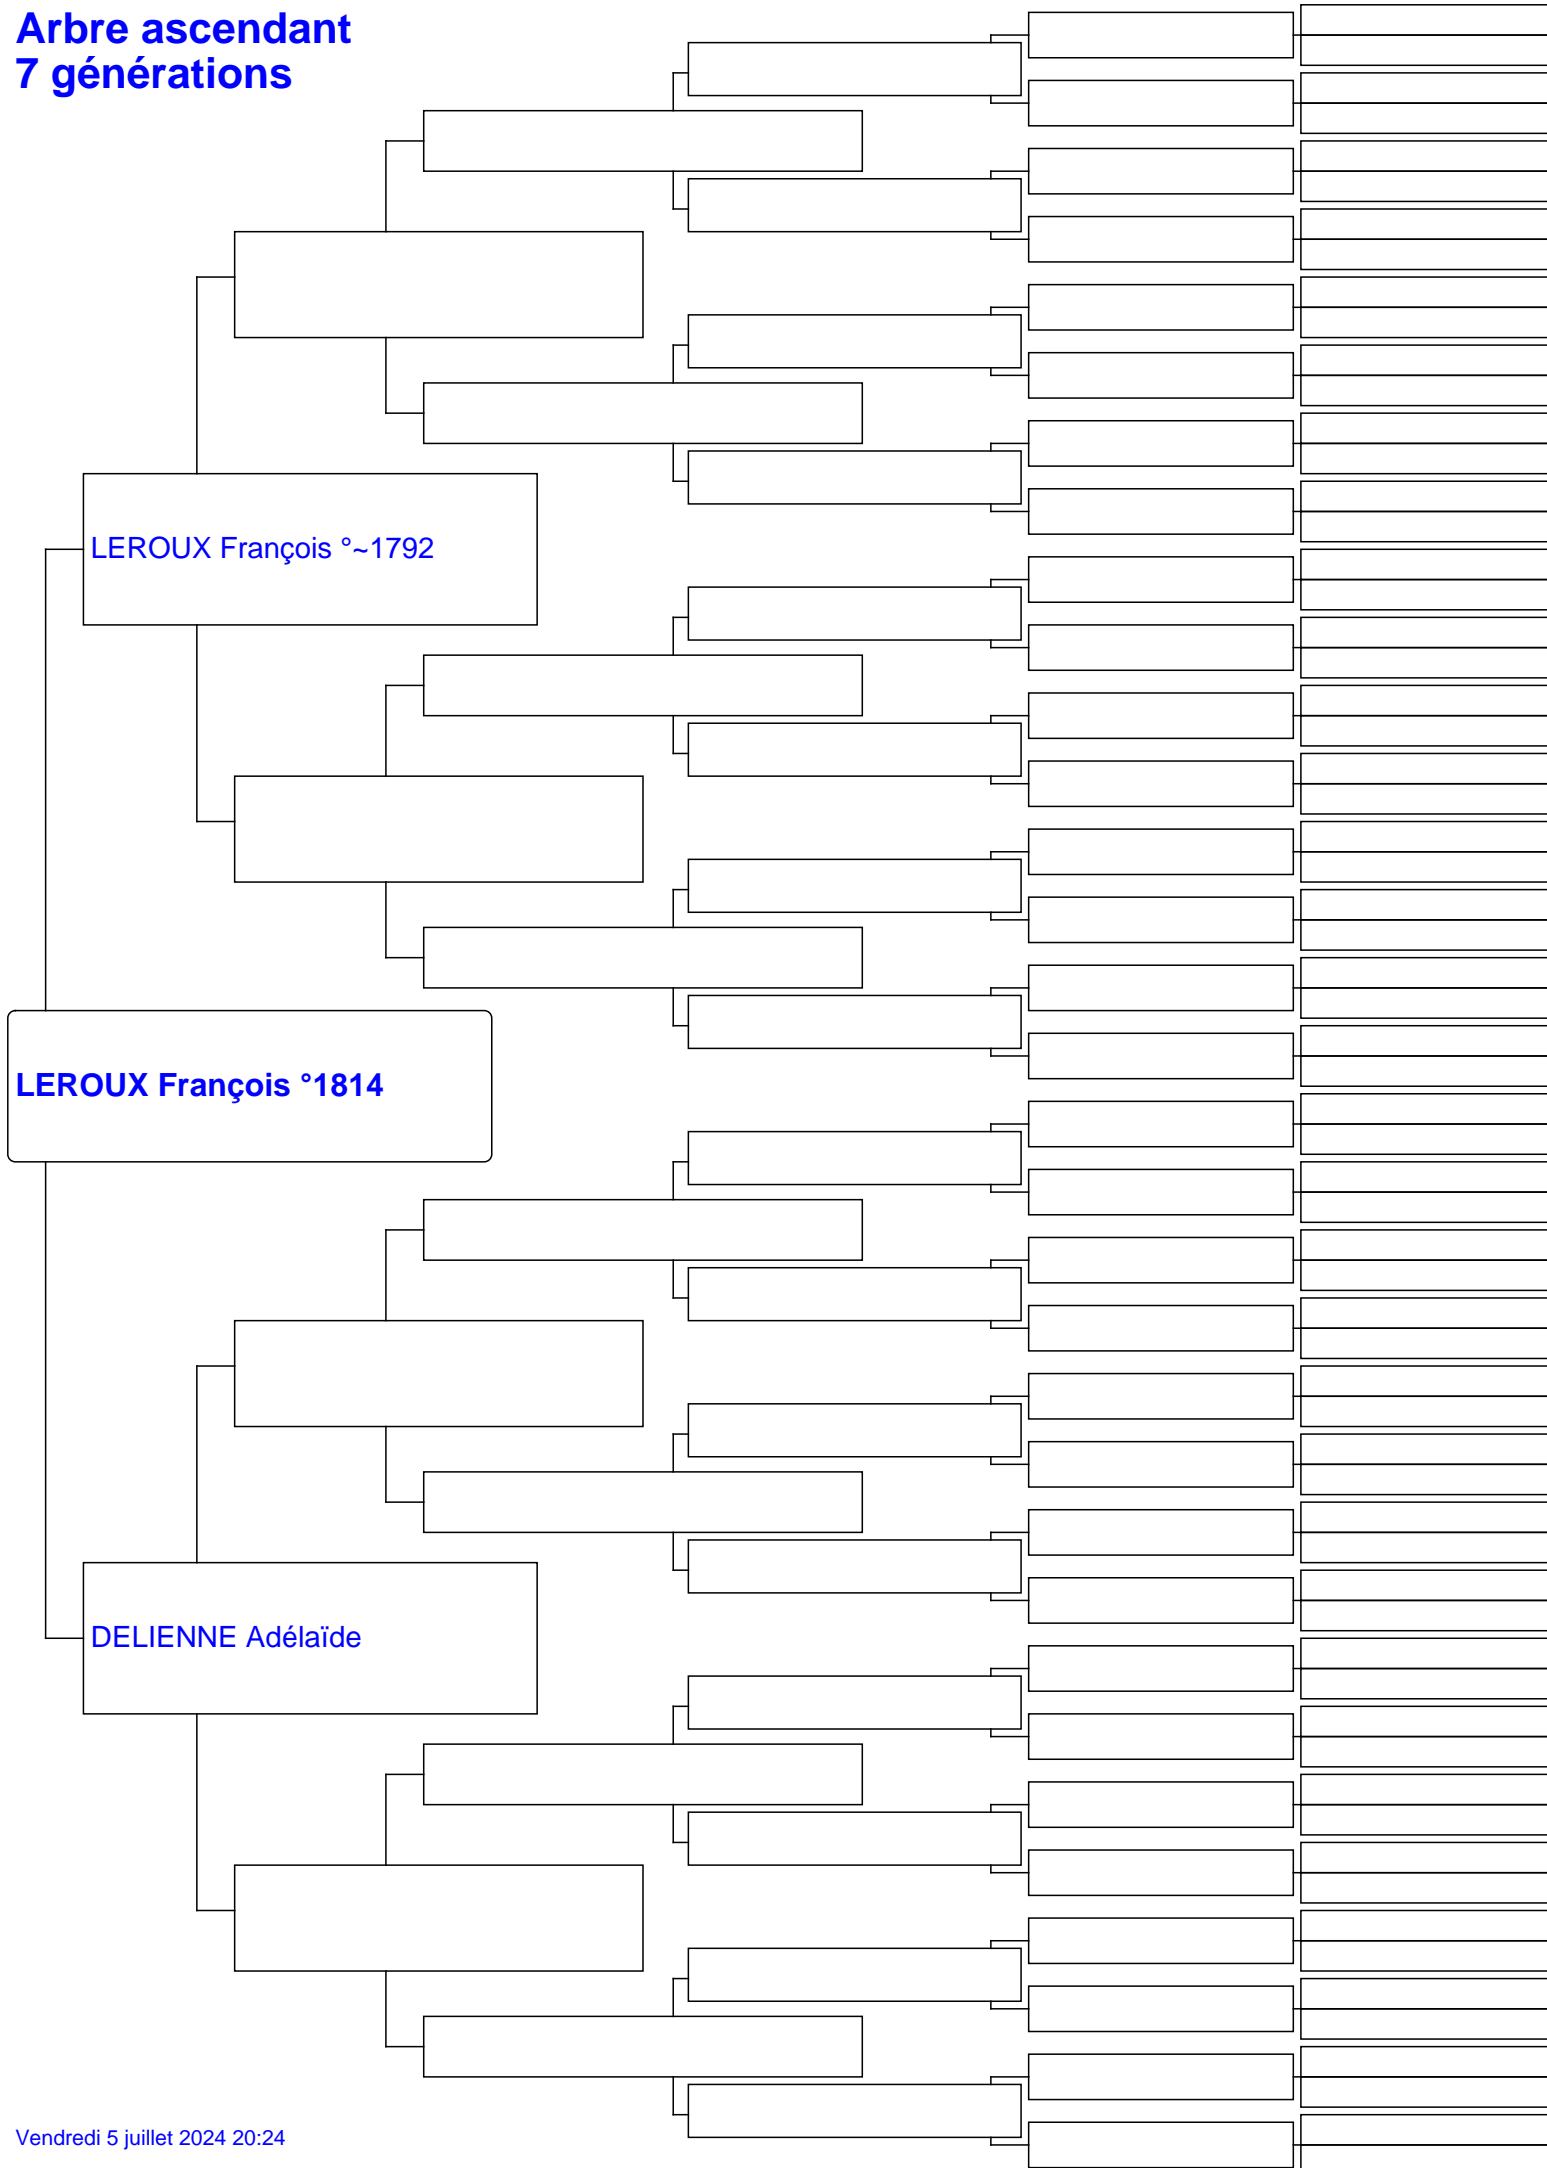 Arbre ascendant
7 générations
LEROUX François °~1792
LEROUX François °1814
DELIENNE Adélaïde
Vendredi 5 juillet 2024 20:24